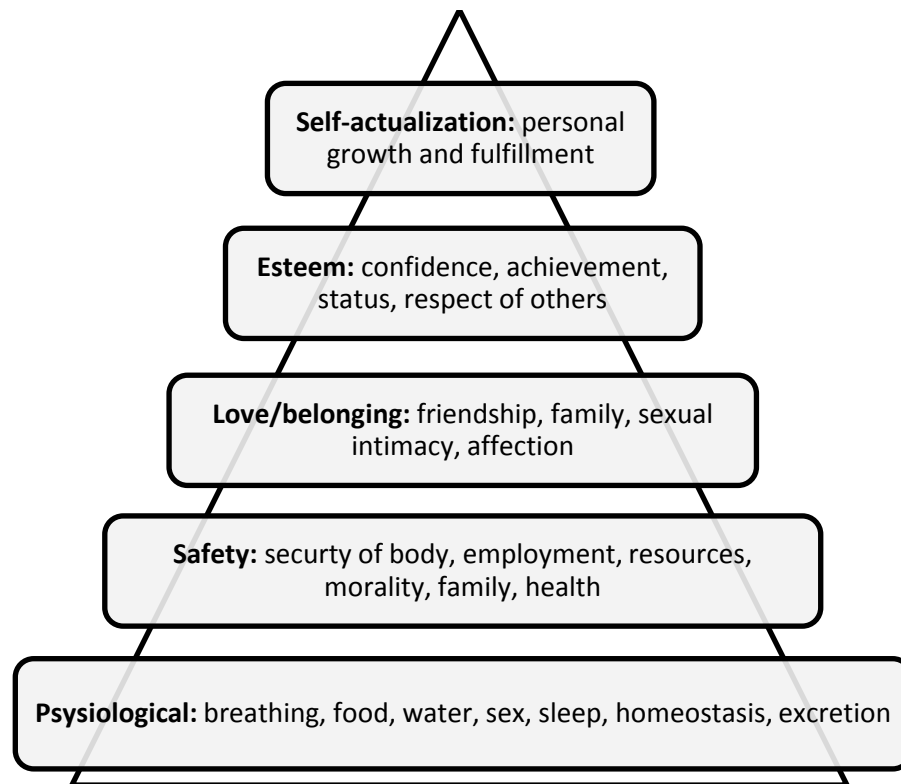 Self-actualization: personal
growth and fulfillment
Esteem: confidence, achievement,
status, respect of others
Love/belonging: friendship, family, sexual
intimacy, affection
Safety: securty of body, employment, resources,
morality, family, health
Psysiological: breathing, food, water, sex, sleep, homeostasis, excretion